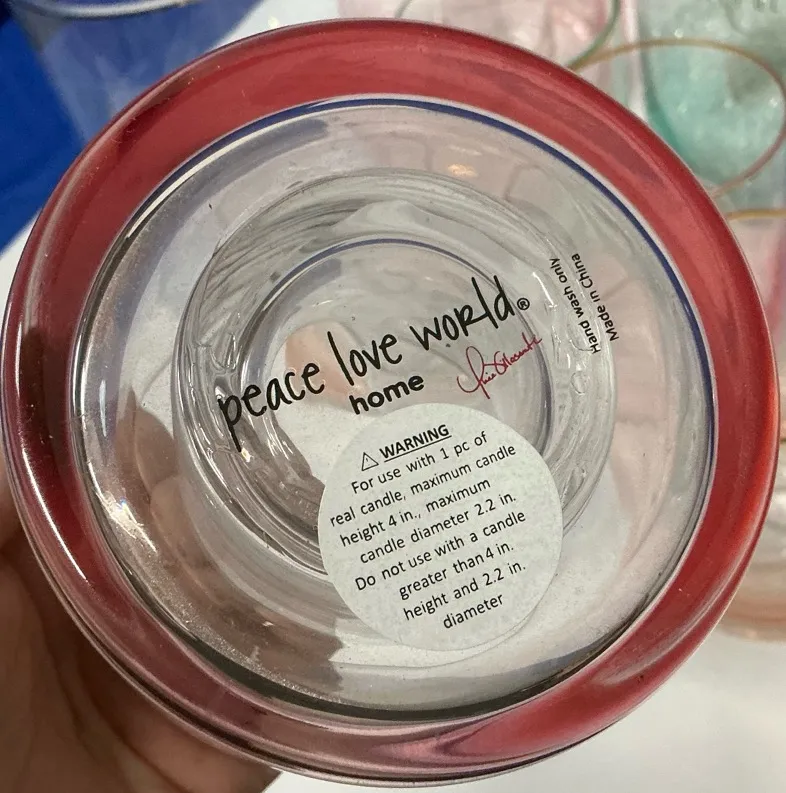 peace love world®
home
Hand wash only
Made in China
⚠ WARNING
For use with 1 pc of
real candle, maximum candle
height 4 in., maximum
candle diameter 2.2 in.
Do not use with a candle
greater than 4 in.
height and 2.2 in.
diameter